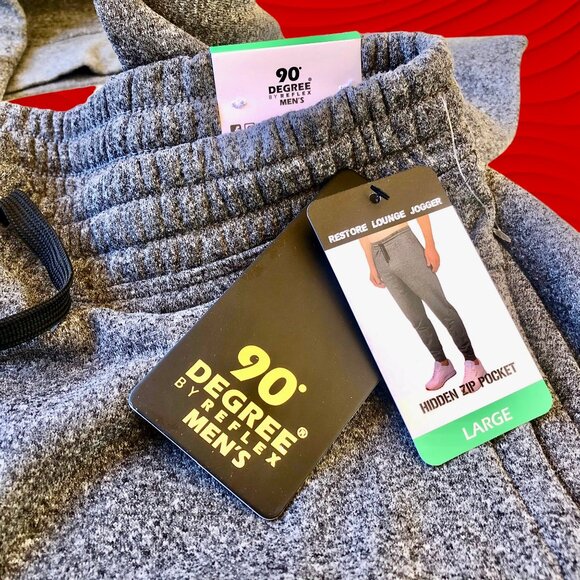 90°
DEGREE®
BY REFLEX
MEN'S
RESTORE LOUNGE JOGGER
HIDDEN ZIP POCKET
LARGE
90°
DEGREE®
BY REFLEX
MEN'S